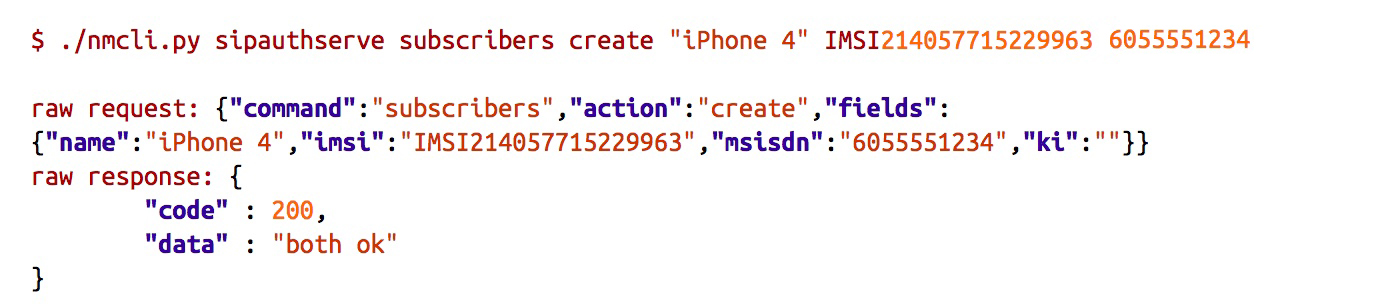 $ ./nmcli.py sipauthserve subscribers create "iPhone 4" IMSI214057715229963 6055551234
raw request: {"command":"subscribers","action":"create","fields":
{"name":"iPhone 4","imsi":"IMSI214057715229963","msisdn":"6055551234","ki":""}}
raw response: {
"code" : 200,
"data" : "both ok"
}